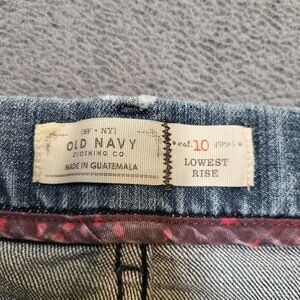 (SF • NY)
OLD NAVY
CLOTHING CO.
MADE IN GUATEMALA
est. 10 1994
LOWEST
RISE